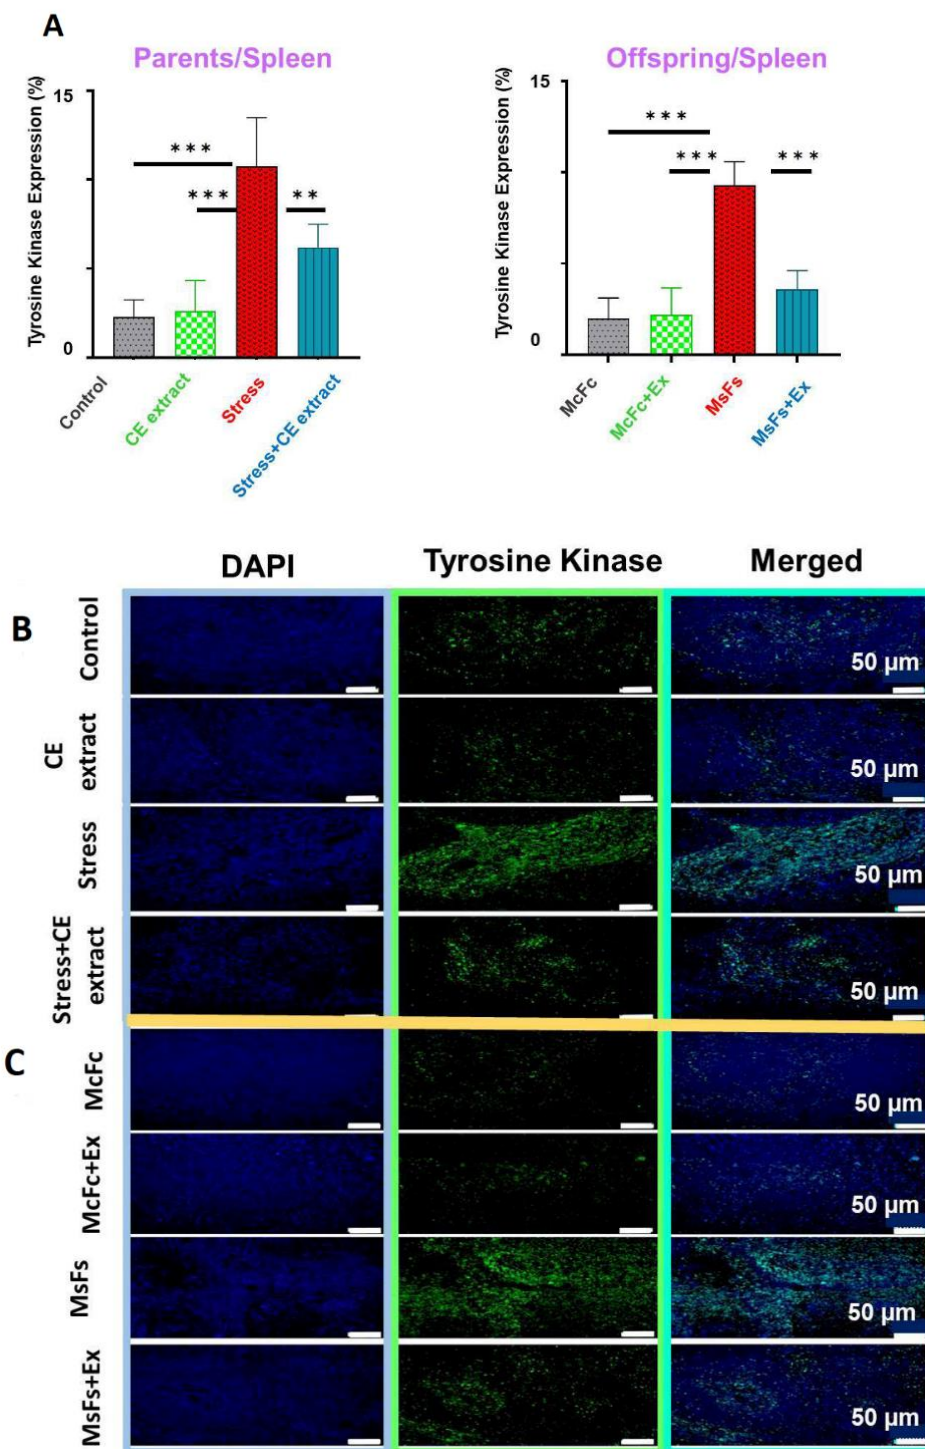 A
Parents/Spleen
Tyrosine Kinase Expression (%)
15
0
***
***
**
Control
CE extract
Stress
Stress+CE extract
Offspring/Spleen
Tyrosine Kinase Expression (%)
15
0
***
***
***
McFc
McFc+Ex
MsFs
MsFs+Ex
DAPI
Tyrosine Kinase
Merged
B
Control
50 µm
CE
extract
50 µm
Stress
50 µm
Stress+CE
extract
50 µm
C
McFc
50 µm
McFc+Ex
50 µm
MsFs
50 µm
MsFs+Ex
50 µm